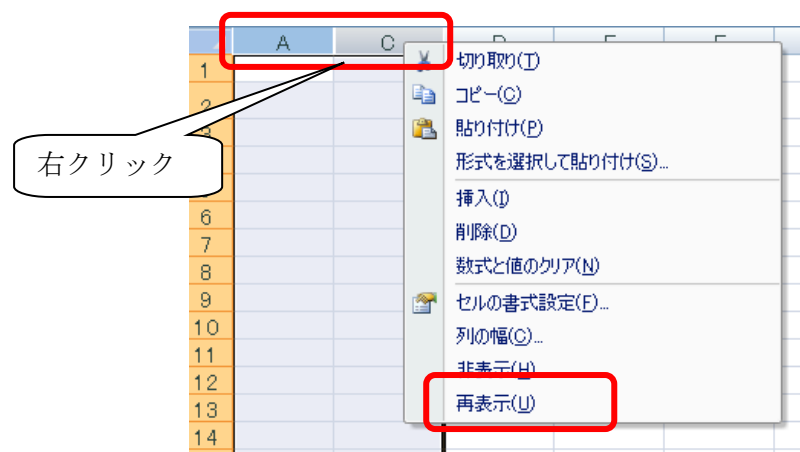 A C
1
6
7
8
9
10
11
12
13
14
右クリック
切り取り(T)
コピー(C)
貼り付け(P)
形式を選択して貼り付け(S)...
挿入(I)
削除(D)
数式と値のクリア(N)
セルの書式設定(F)...
列の幅(C)...
非表示(H)
再表示(U)